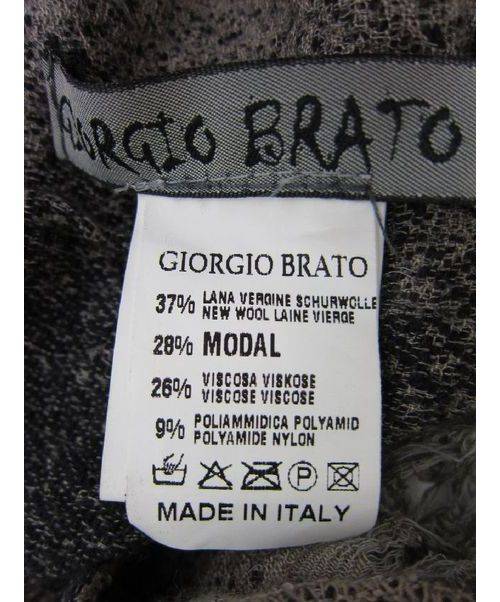 GIORGIO BRATO
GIORGIO BRATO
37% LANA VERGINE SCHURWOLLE
NEW WOOL LAINE VIERGE
28% MODAL
26% VISCOSA VISKOSE
VISCOSE VISCOSE
9% POLIAMMIDICA POLYAMID
POLYAMIDE NYLON
P
MADE IN ITALY